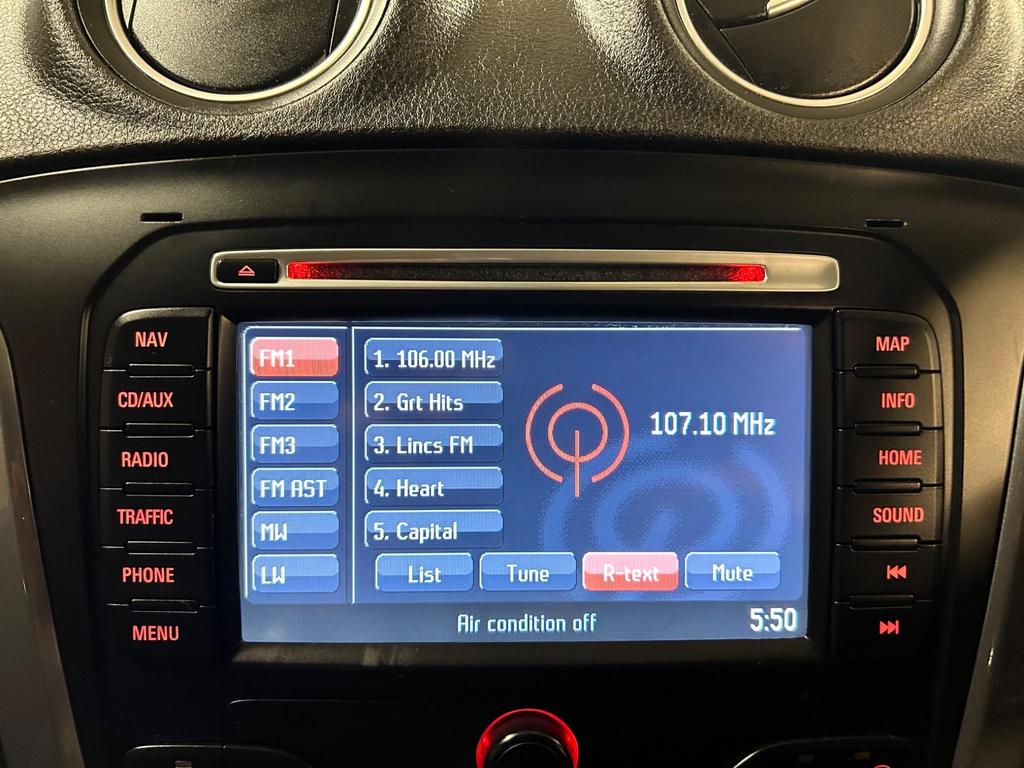 NAV
CD/AUX
RADIO
TRAFFIC
PHONE
MENU
FM1
FM2
FM3
FM AST
MW
LW
1. 106.00 MHz
2. Grt Hits
3. Lincs FM
4. Heart
5. Capital
107.10 MHz
List Tune R-text Mute
Air condition off 5:50
MAP
INFO
HOME
SOUND